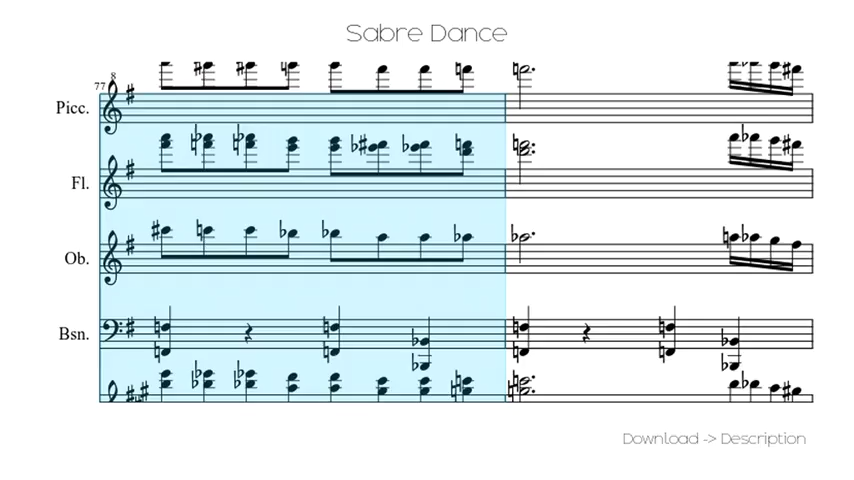 Sabre Dance
77
8
Picc.
Fl.
Ob.
Bsn.
Download -> Description